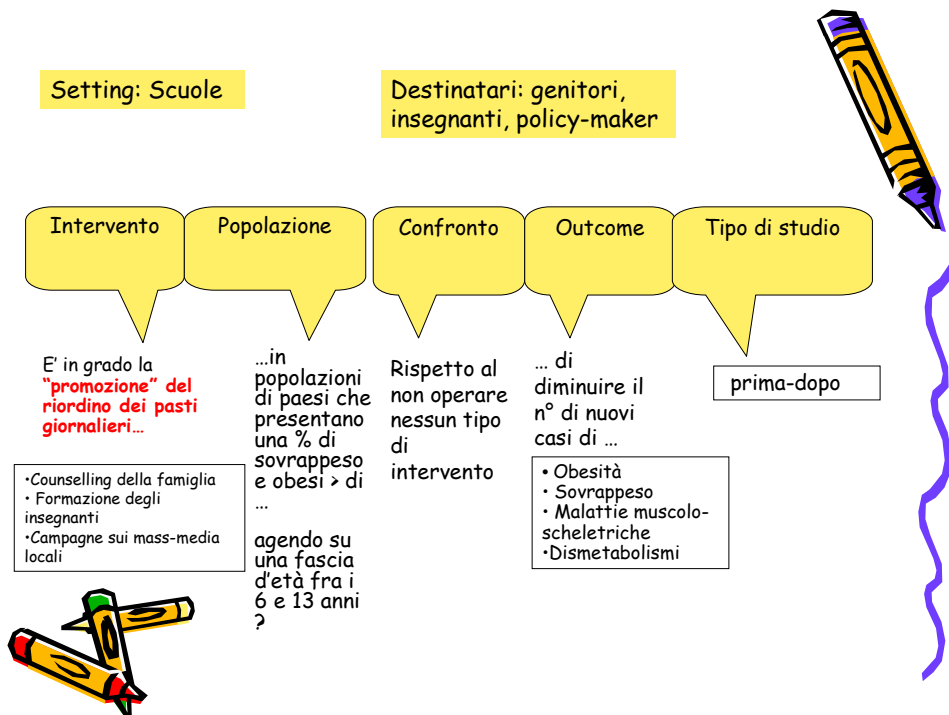 Setting: Scuole
Destinatari: genitori,
insegnanti, policy-maker
Intervento
Popolazione
Confronto
Outcome
Tipo di studio
E’ in grado la
“promozione” del
riordino dei pasti
giornalieri…
•Counselling della famiglia
• Formazione degli
insegnanti
•Campagne sui mass-media
locali
…in
popolazioni
di paesi che
presentano
una % di
sovrappeso
e obesi > di
…
agendo su
una fascia
d’età fra i
6 e 13 anni
?
Rispetto al
non operare
nessun tipo
di
intervento
… di
diminuire il
n° di nuovi
casi di …
• Obesità
• Sovrappeso
• Malattie muscolo-
scheletriche
•Dismetabolismi
prima-dopo